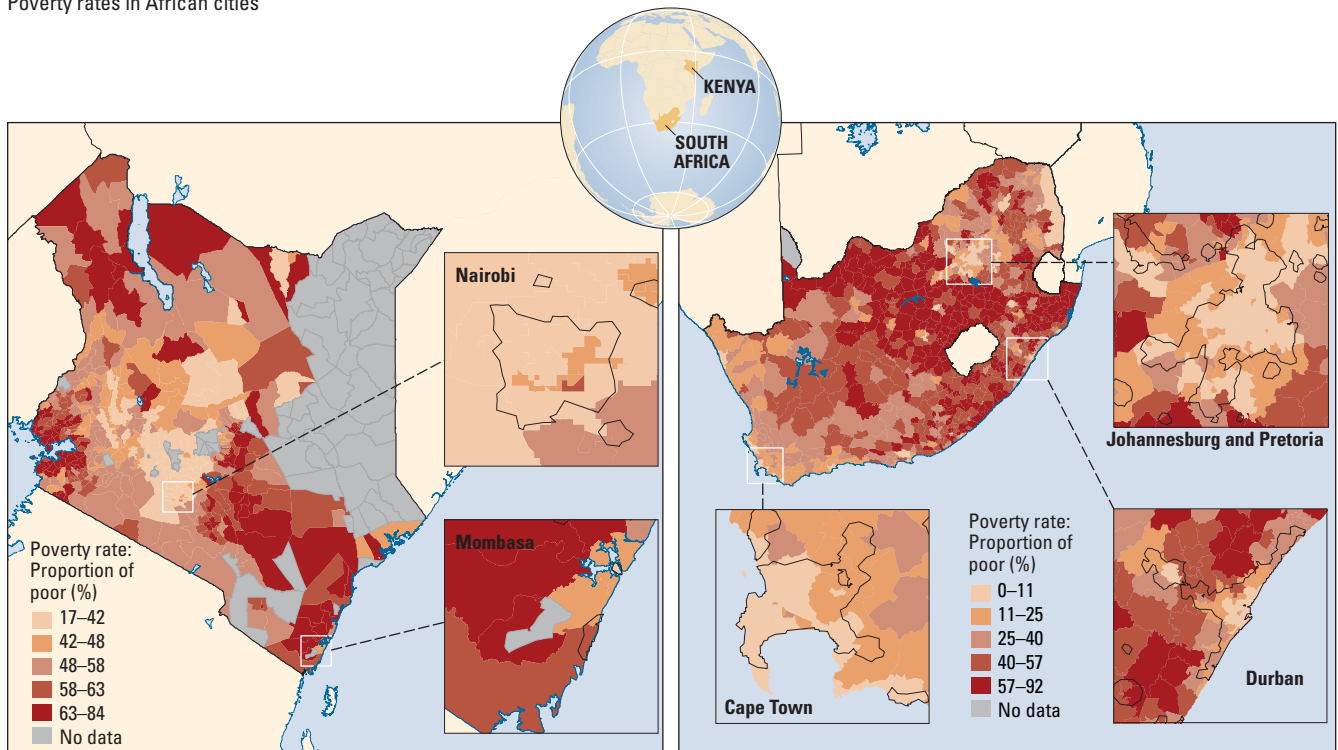 Poverty rates in African cities
KENYA
SOUTH
AFRICA
Nairobi
Mombasa
Poverty rate:
Proportion of
poor (%)
17–42
42–48
48–58
58–63
63–84
No data
Johannesburg and Pretoria
Cape Town
Poverty rate:
Proportion of
poor (%)
0–11
11–25
25–40
40–57
57–92
No data
Durban